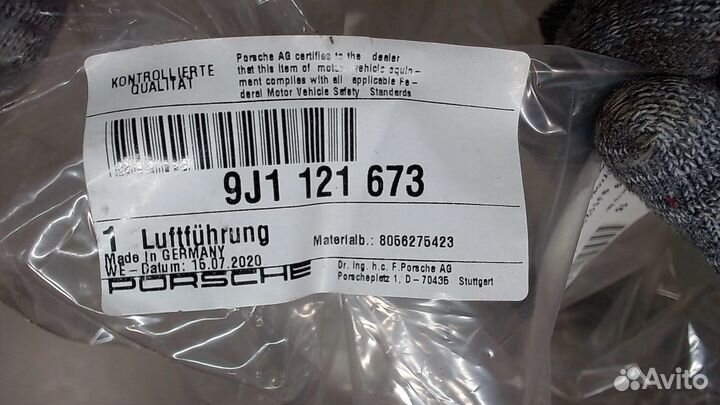 KONTROLLIERTE
QUALITÄT
Porsche AG certifies to the dealer
that this item of motor vehicle equip-
ment complies with all applicable Fe-
deral Motor Vehicle Safety Standards
9J1 121 673
1 Luftführung
Materialb.: 8056275423
Made in GERMANY
WE-Datum: 16.07.2020
PORSCHE
Dr. ing. h.c. F.Porsche AG
Porscheplatz 1, D-70435 Stuttgart
Avito